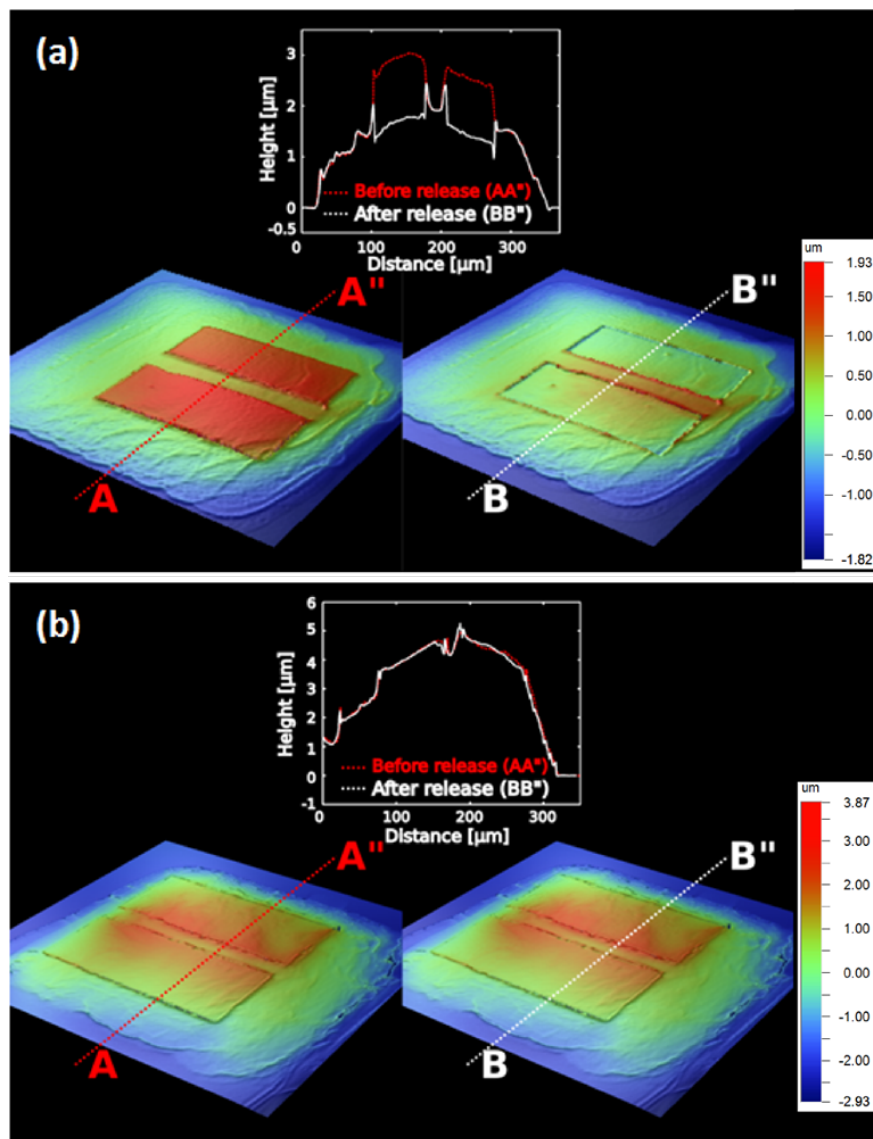 (a)
Height [μm]
3
2
1
0
-0.5
Before release (AA")
After release (BB")
0 100 200 300
Distance [μm]
A"
A
B"
B
um
1.93
1.50
0.50
0.00
-0.50
-1.00
-1.82
(b)
Height [μm]
6
5
4
3
2
1
0
-1
Before release (AA")
After release (BB")
0 100 200 300
Distance [μm]
A"
A
B"
B
um
3.87
3.00
2.00
1.00
0.00
-1.00
-2.00
-2.93